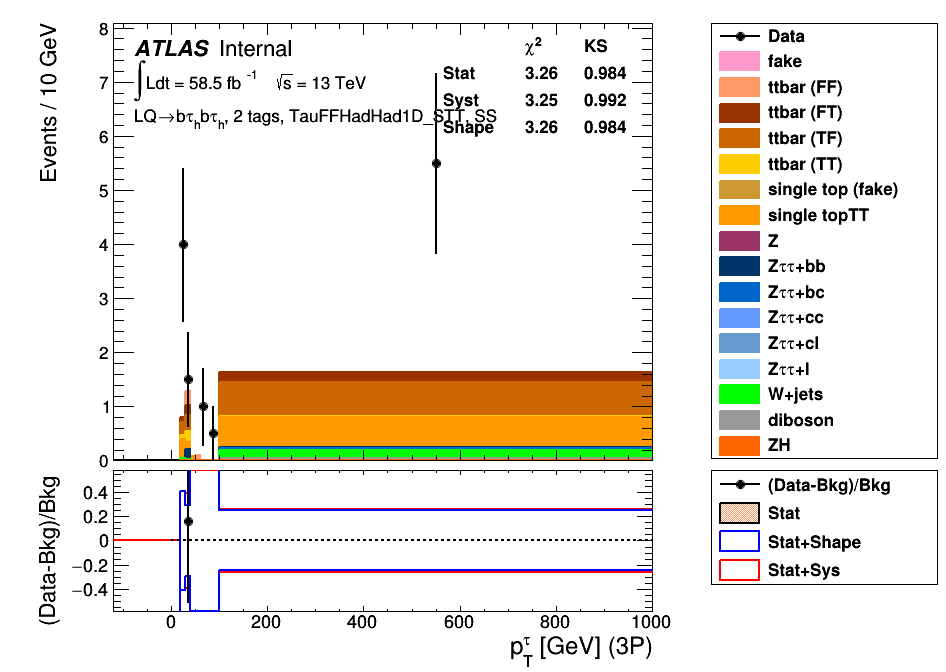 Events / 10 GeV
8
7
6
5
4
3
2
1
0
ATLAS Internal
∫Ldt = 58.5 fb⁻¹ √s = 13 TeV
LQ→bτₕbτₕ, 2 tags, TauFFHadHad1D_STT, SS
χ² KS
Stat 3.26 0.984
Syst 3.25 0.992
Shape 3.26 0.984
(Data-Bkg)/Bkg
0.4
0.2
0
−0.2
−0.4
0 200 400 600 800 1000
p_T^τ [GeV] (3P)
Data
fake
ttbar (FF)
ttbar (FT)
ttbar (TF)
ttbar (TT)
single top (fake)
single topTT
Z
Zττ+bb
Zττ+bc
Zττ+cc
Zττ+cl
Zττ+l
W+jets
diboson
ZH
(Data-Bkg)/Bkg
Stat
Stat+Shape
Stat+Sys